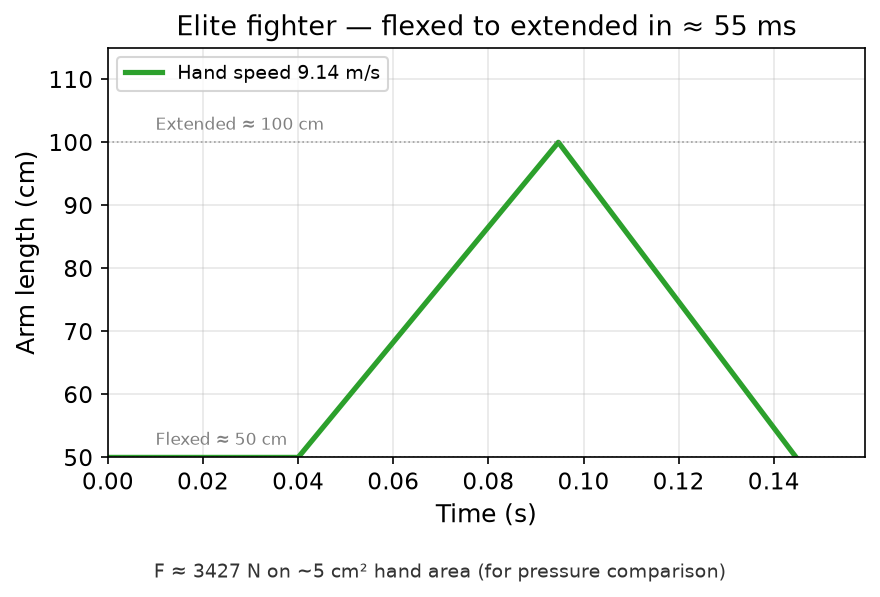 Elite fighter — flexed to extended in ≈ 55 ms
Hand speed 9.14 m/s
Extended ≈ 100 cm
Flexed ≈ 50 cm
Arm length (cm)
110
100
90
80
70
60
50
0.00 0.02 0.04 0.06 0.08 0.10 0.12 0.14
Time (s)
F ≈ 3427 N on ~5 cm² hand area (for pressure comparison)